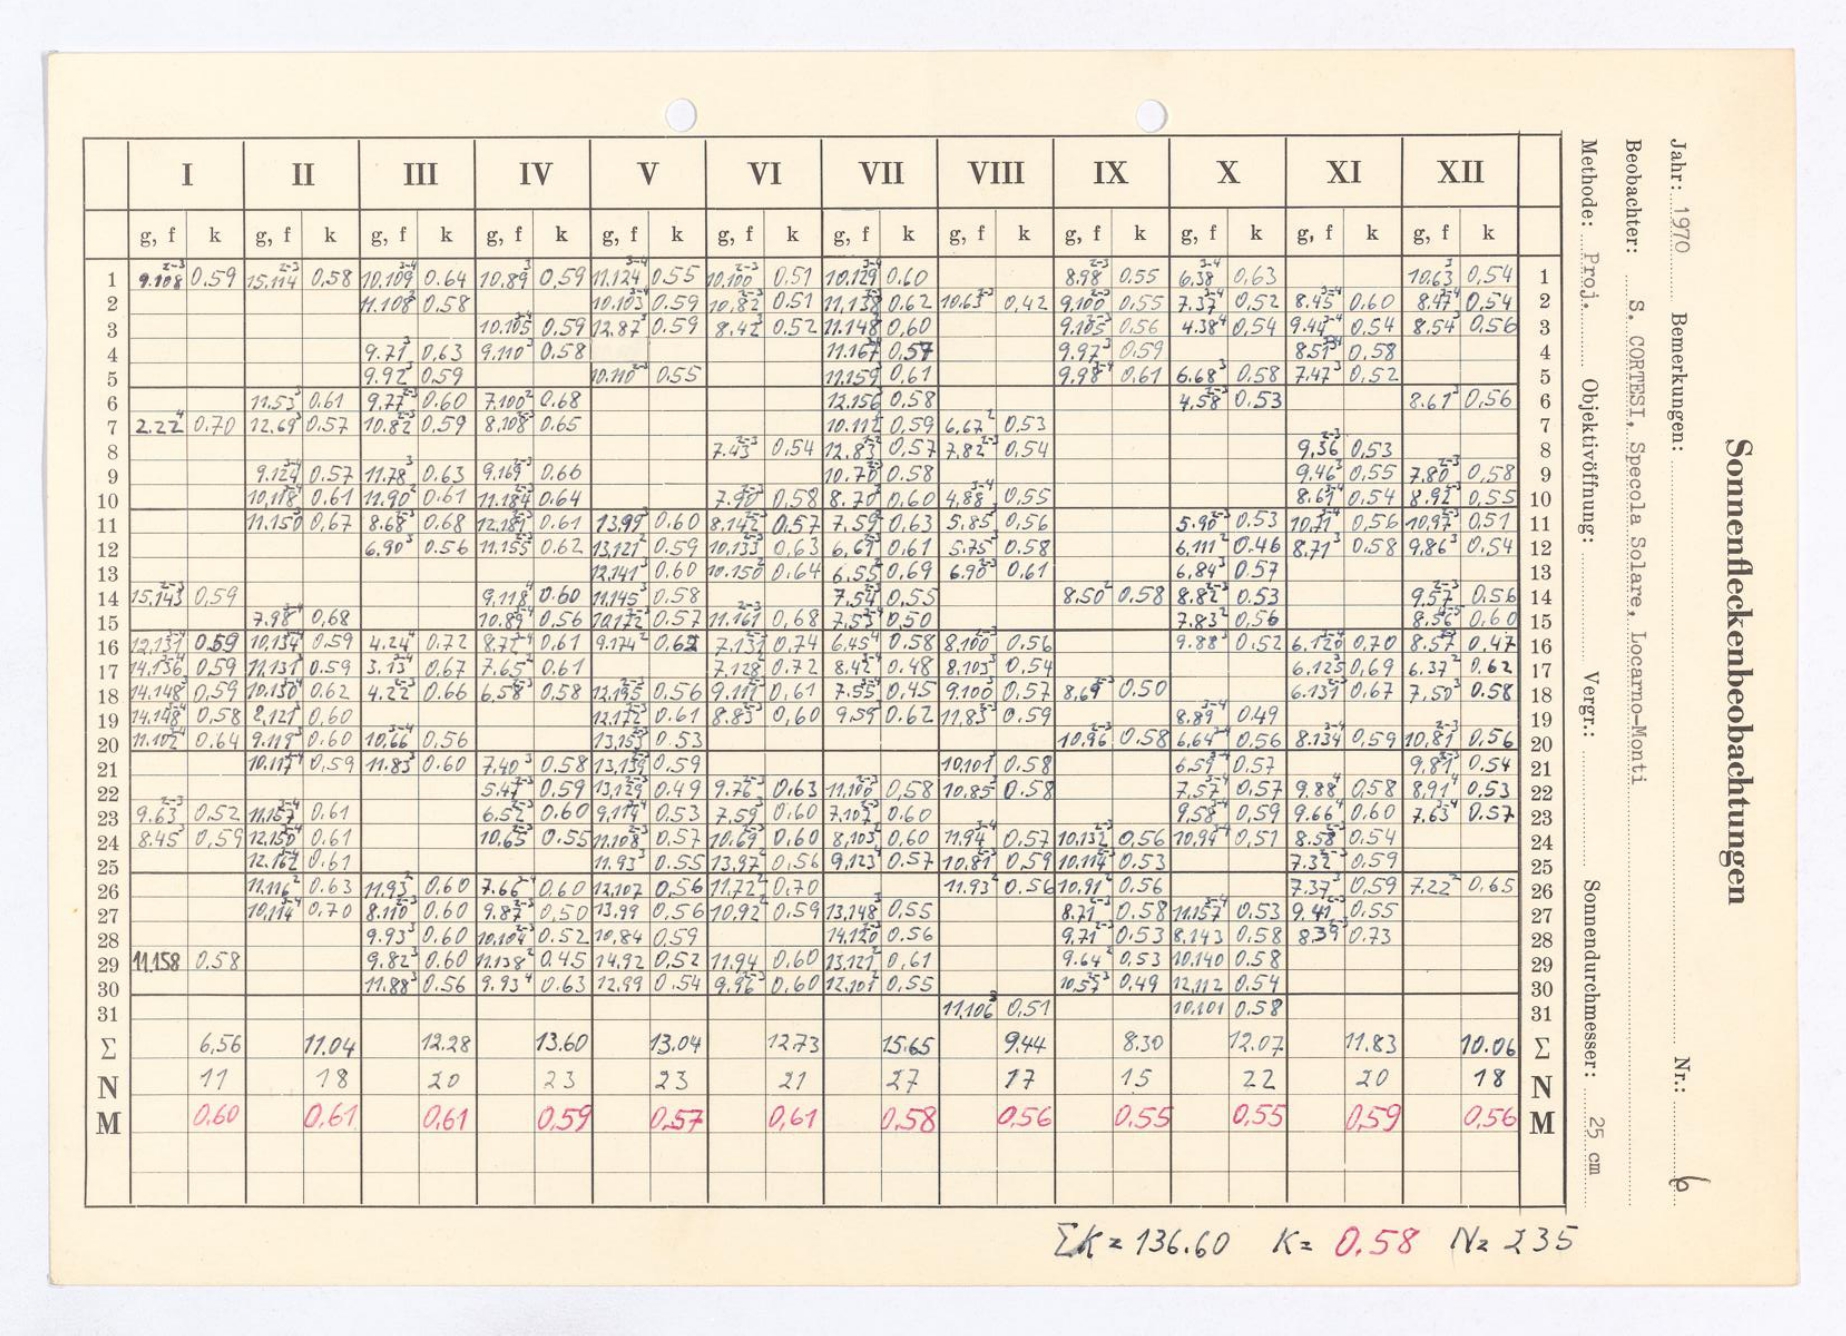 Sonnenfleckenbeobachtungen
Jahr: 1970 Bemerkungen: Nr.: 6
Beobachter: S. CORTESI, Specola Solare, Locarno-Monti
Methode: Proj. Objektivöffnung: Vergr.: Sonnendurchmesser: 25 cm
I II III IV V VI VII VIII IX X XI XII
g, f k g, f k g, f k g, f k g, f k g, f k g, f k g, f k g, f k g, f k g, f k g, f k
1 9.108 0.59 15.114 0.58 10.109 0.64 10.89 0.59 11.124 0.55 10.100 0.51 10.129 0.60 8.98 0.55 6.38 0.63 10.63 0.54 1
2 11.108 0.58 10.103 0.59 10.82 0.51 11.138 0.62 10.63 0.42 9.100 0.55 7.37 0.52 8.45 0.60 8.47 0.54 2
3 10.105 0.59 12.87 0.59 8.42 0.52 11.148 0.60 9.105 0.56 4.38 0.54 9.44 0.54 8.54 0.56 3
4 9.71 0.63 9.110 0.58 11.167 0.57 9.97 0.59 8.51 0.58 4
5 9.92 0.59 10.110 0.55 11.159 0.61 9.98 0.61 6.68 0.58 7.47 0.52 5
6 11.53 0.61 9.77 0.60 7.100 0.68 12.156 0.58 4.58 0.53 8.61 0.56 6
7 2.22 0.70 12.69 0.57 10.82 0.59 8.108 0.65 10.112 0.59 6.67 0.53 7
8 7.43 0.54 12.83 0.57 7.82 0.54 9.36 0.53 8
9 9.124 0.57 11.78 0.63 9.169 0.66 10.70 0.58 9.46 0.55 7.80 0.58 9
10 10.118 0.61 11.90 0.61 11.184 0.64 7.90 0.58 8.70 0.60 4.88 0.55 8.61 0.54 8.92 0.55 10
11 11.150 0.67 8.68 0.68 12.187 0.61 13.99 0.60 8.142 0.57 7.59 0.63 5.85 0.56 5.90 0.53 10.71 0.56 10.97 0.51 11
12 6.90 0.56 11.155 0.62 13.121 0.59 10.133 0.63 6.61 0.61 5.75 0.58 6.111 0.46 8.71 0.58 9.86 0.54 12
13 12.141 0.60 10.150 0.64 6.55 0.69 6.90 0.61 6.84 0.57 13
14 15.143 0.59 9.118 0.60 11.145 0.58 7.54 0.55 8.50 0.58 8.82 0.53 9.57 0.56 14
15 7.98 0.68 10.89 0.56 10.172 0.57 11.161 0.68 7.53 0.50 7.83 0.56 8.56 0.60 15
16 12.131 0.59 10.134 0.59 4.24 0.72 8.72 0.61 9.174 0.62 7.131 0.74 6.45 0.58 8.100 0.56 9.88 0.52 6.120 0.70 8.57 0.47 16
17 14.156 0.59 11.131 0.59 3.13 0.67 7.65 0.61 7.128 0.72 8.42 0.48 8.103 0.54 6.125 0.69 6.37 0.62 17
18 14.148 0.59 10.130 0.62 4.22 0.66 6.58 0.58 12.195 0.56 9.111 0.61 7.55 0.45 9.100 0.57 8.69 0.50 6.131 0.67 7.50 0.58 18
19 14.148 0.58 8.121 0.60 12.172 0.61 8.83 0.60 9.59 0.62 11.83 0.59 8.89 0.49 19
20 11.102 0.64 9.119 0.60 10.66 0.56 13.153 0.53 10.96 0.58 6.64 0.56 8.134 0.59 10.81 0.56 20
21 10.117 0.59 11.83 0.60 7.40 0.58 13.139 0.59 10.101 0.58 6.59 0.57 9.81 0.54 21
22 5.47 0.59 13.129 0.49 9.76 0.63 11.100 0.58 10.85 0.58 7.57 0.57 9.88 0.58 8.91 0.53 22
23 9.63 0.52 11.157 0.61 6.52 0.60 9.114 0.53 7.59 0.60 7.107 0.60 9.58 0.59 9.66 0.60 7.63 0.57 23
24 8.45 0.59 12.150 0.61 10.65 0.55 11.108 0.57 10.69 0.60 8.103 0.60 11.94 0.57 10.132 0.56 10.94 0.51 8.58 0.54 24
25 12.162 0.61 11.93 0.55 13.97 0.56 9.123 0.57 10.81 0.59 10.114 0.53 7.32 0.59 25
26 11.116 0.63 11.93 0.60 7.66 0.60 12.107 0.56 11.72 0.70 11.93 0.56 10.91 0.56 7.37 0.59 7.22 0.65 26
27 10.114 0.70 8.110 0.60 9.87 0.50 13.99 0.56 10.92 0.59 13.148 0.55 8.71 0.58 11.157 0.53 9.41 0.55 27
28 9.93 0.60 10.104 0.52 10.84 0.59 14.120 0.56 9.71 0.53 8.143 0.58 8.39 0.73 28
29 11.158 0.58 9.82 0.60 11.138 0.45 14.92 0.52 11.94 0.60 13.121 0.61 9.64 0.53 10.140 0.58 29
30 11.88 0.56 9.93 0.63 12.99 0.54 9.96 0.60 12.101 0.55 10.57 0.49 12.112 0.54 30
31 11.106 0.51 10.101 0.58 31
Σ 6.56 11.04 12.28 13.60 13.04 12.73 15.65 9.44 8.30 12.07 11.83 10.06 Σ
N 11 18 20 23 23 21 27 17 15 22 20 18 N
M 0.60 0.61 0.61 0.59 0.57 0.61 0.58 0.56 0.55 0.55 0.59 0.56 M
Σk = 136.60 K = 0.58 N = 235